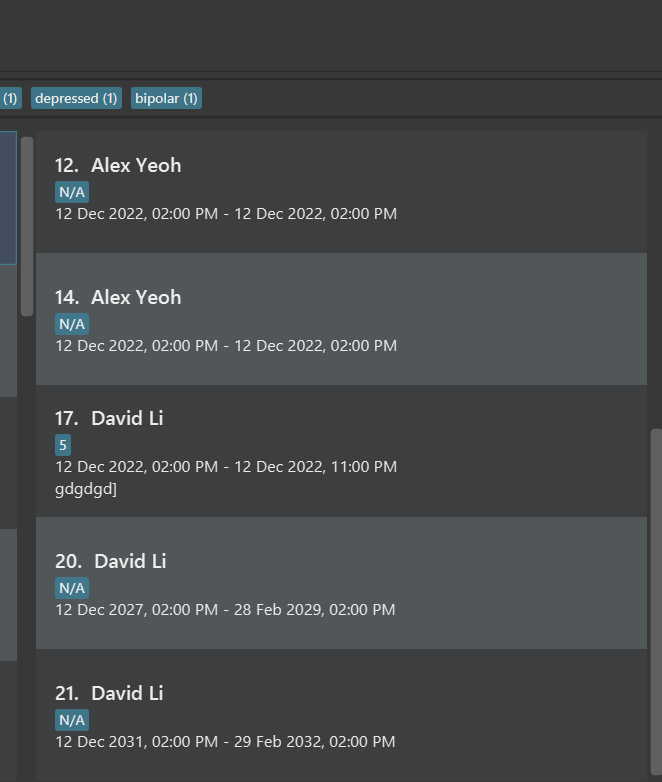 (1) depressed (1) bipolar (1)
12. Alex Yeoh
N/A
12 Dec 2022, 02:00 PM - 12 Dec 2022, 02:00 PM
14. Alex Yeoh
N/A
12 Dec 2022, 02:00 PM - 12 Dec 2022, 02:00 PM
17. David Li
5
12 Dec 2022, 02:00 PM - 12 Dec 2022, 11:00 PM
gdgdgd]
20. David Li
N/A
12 Dec 2027, 02:00 PM - 28 Feb 2029, 02:00 PM
21. David Li
N/A
12 Dec 2031, 02:00 PM - 29 Feb 2032, 02:00 PM